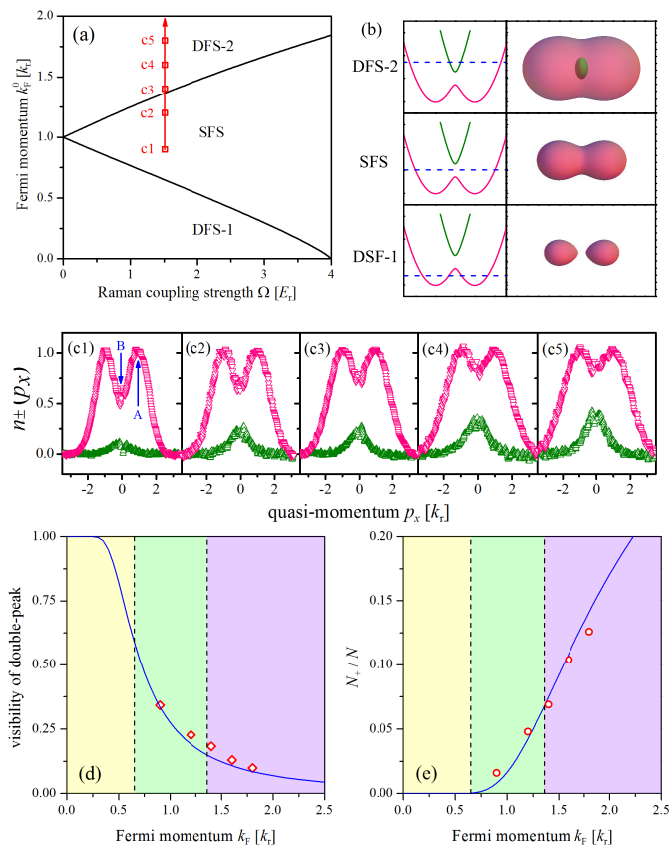 (a)
Fermi momentum k_F^0 [k_r]
2.0
1.5
1.0
0.5
0.0
0
1
2
3
4
Raman coupling strength Ω [E_r]
DFS-2
SFS
DFS-1
c5
c4
c3
c2
c1
(b)
DFS-2
SFS
DSF-1
n± (p_x)
1.0
0.5
0.0
(c1)
B
A
(c2)
(c3)
(c4)
(c5)
-2 0 2 -2 0 2 -2 0 2 -2 0 2 -2 0 2
quasi-momentum p_x [k_r]
visibility of double-peak
1.00
0.75
0.50
0.25
0.00
(d)
0.0 0.5 1.0 1.5 2.0 2.5
Fermi momentum k_F [k_r]
N_+ / N
0.20
0.15
0.10
0.05
0.00
(e)
0.0 0.5 1.0 1.5 2.0 2.5
Fermi momentum k_F [k_r]